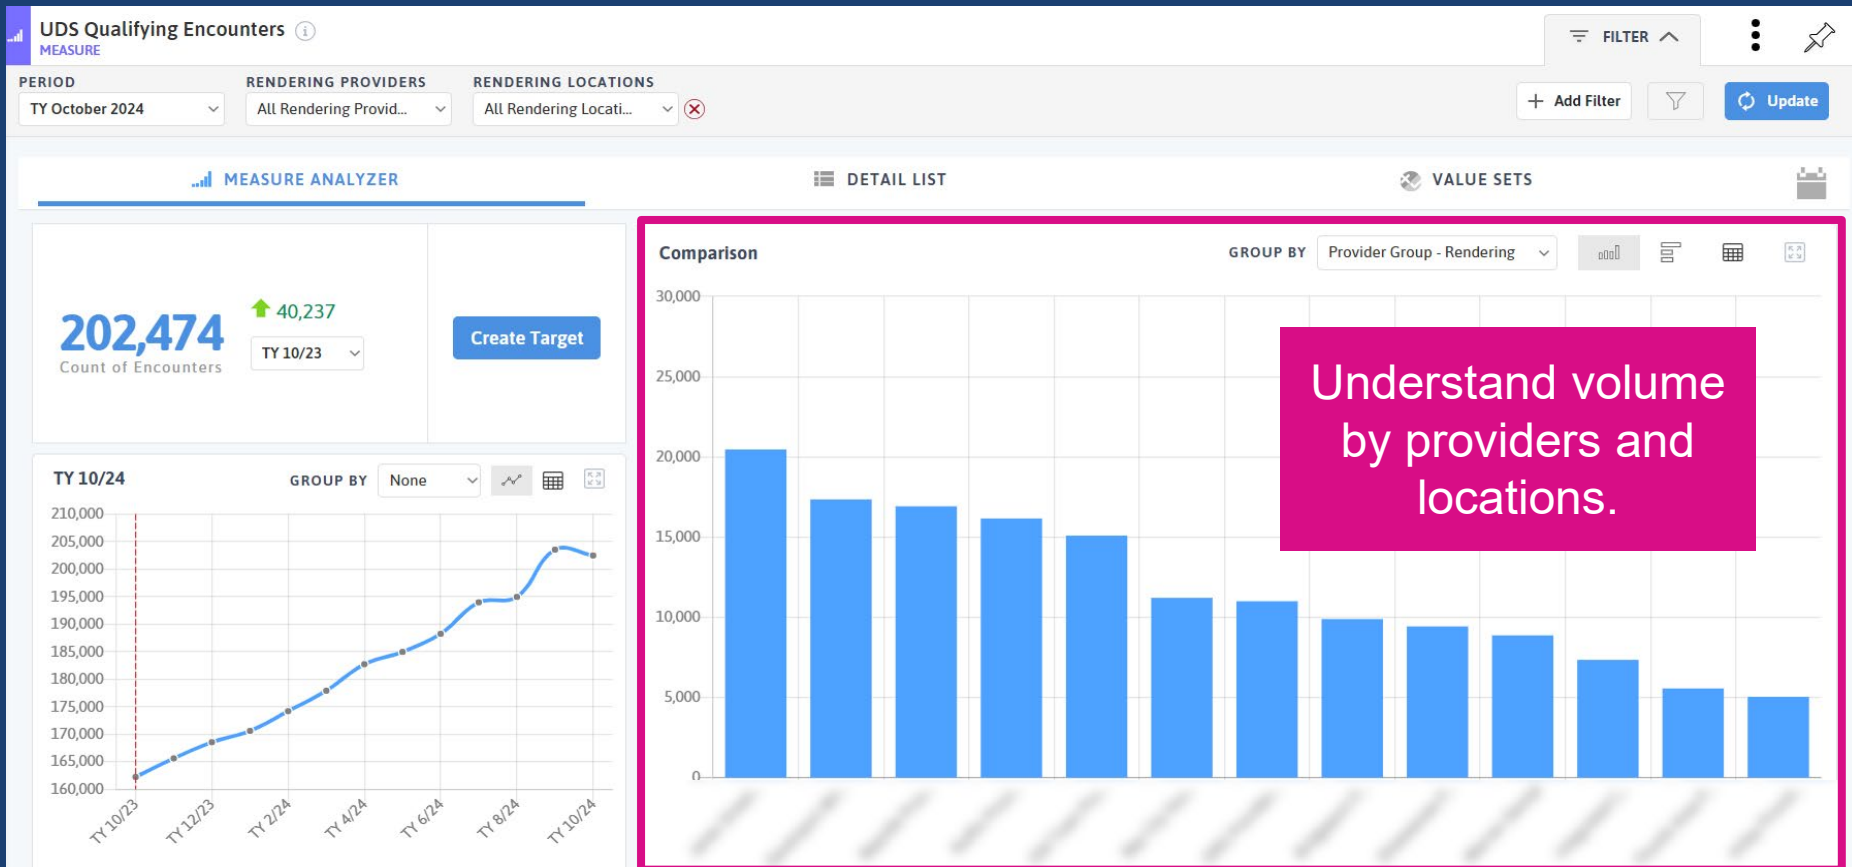 UDS Qualifying Encounters
MEASURE
FILTER
PERIOD
RENDERING PROVIDERS
RENDERING LOCATIONS
TY October 2024
All Rendering Provid...
All Rendering Locati...
+ Add Filter
Update
MEASURE ANALYZER
DETAIL LIST
VALUE SETS
202,474
Count of Encounters
40,237
TY 10/23
Create Target
TY 10/24
GROUP BY
None
210,000
205,000
200,000
195,000
190,000
185,000
180,000
175,000
170,000
165,000
160,000
TY 10/23
TY 12/23
TY 2/24
TY 4/24
TY 6/24
TY 8/24
TY 10/24
Comparison
GROUP BY
Provider Group - Rendering
30,000
25,000
20,000
15,000
10,000
5,000
0
Understand volume
by providers and
locations.